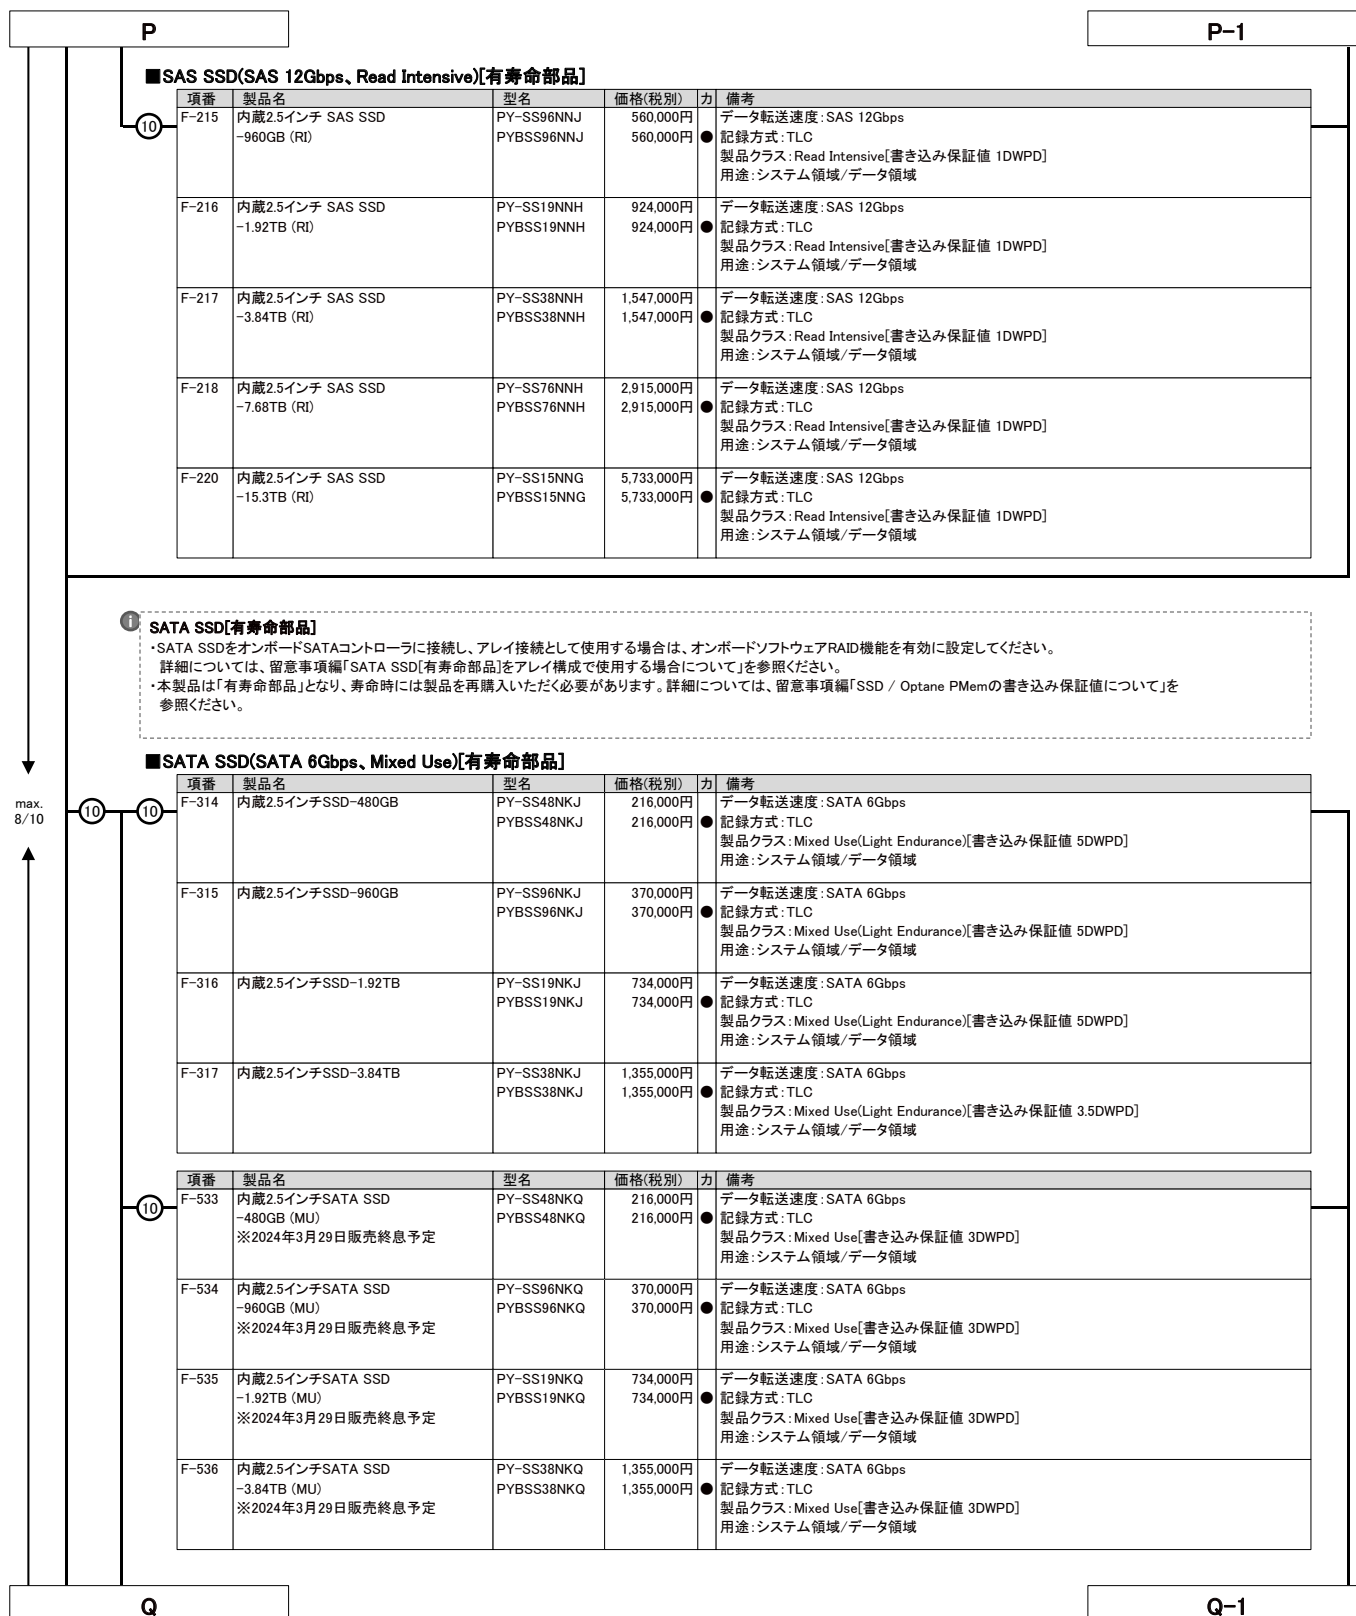 P
P-1
■SAS SSD(SAS 12Gbps、Read Intensive)[有寿命部品]
項番 製品名 型名 価格(税別) カ 備考
⑩
F-215 内蔵2.5インチ SAS SSD PY-SS96NNJ 560,000円 データ転送速度:SAS 12Gbps
-960GB (RI) PYBSS96NNJ 560,000円 ● 記録方式:TLC
製品クラス:Read Intensive[書き込み保証値 1DWPD]
用途:システム領域/データ領域
F-216 内蔵2.5インチ SAS SSD PY-SS19NNH 924,000円 データ転送速度:SAS 12Gbps
-1.92TB (RI) PYBSS19NNH 924,000円 ● 記録方式:TLC
製品クラス:Read Intensive[書き込み保証値 1DWPD]
用途:システム領域/データ領域
F-217 内蔵2.5インチ SAS SSD PY-SS38NNH 1,547,000円 データ転送速度:SAS 12Gbps
-3.84TB (RI) PYBSS38NNH 1,547,000円 ● 記録方式:TLC
製品クラス:Read Intensive[書き込み保証値 1DWPD]
用途:システム領域/データ領域
F-218 内蔵2.5インチ SAS SSD PY-SS76NNH 2,915,000円 データ転送速度:SAS 12Gbps
-7.68TB (RI) PYBSS76NNH 2,915,000円 ● 記録方式:TLC
製品クラス:Read Intensive[書き込み保証値 1DWPD]
用途:システム領域/データ領域
F-220 内蔵2.5インチ SAS SSD PY-SS15NNG 5,733,000円 データ転送速度:SAS 12Gbps
-15.3TB (RI) PYBSS15NNG 5,733,000円 ● 記録方式:TLC
製品クラス:Read Intensive[書き込み保証値 1DWPD]
用途:システム領域/データ領域
i
SATA SSD[有寿命部品]
・SATA SSDをオンボードSATAコントローラに接続し、アレイ接続として使用する場合は、オンボードソフトウェアRAID機能を有効に設定してください。
詳細については、留意事項編「SATA SSD[有寿命部品]をアレイ構成で使用する場合について」を参照ください。
・本製品は「有寿命部品」となり、寿命時には製品を再購入いただく必要があります。詳細については、留意事項編「SSD / Optane PMemの書き込み保証値について」を
参照ください。
■SATA SSD(SATA 6Gbps、Mixed Use)[有寿命部品]
項番 製品名 型名 価格(税別) カ 備考
max.
8/10
⑩ ⑩
F-314 内蔵2.5インチSSD-480GB PY-SS48NKJ 216,000円 データ転送速度:SATA 6Gbps
PYBSS48NKJ 216,000円 ● 記録方式:TLC
製品クラス:Mixed Use(Light Endurance)[書き込み保証値 5DWPD]
用途:システム領域/データ領域
F-315 内蔵2.5インチSSD-960GB PY-SS96NKJ 370,000円 データ転送速度:SATA 6Gbps
PYBSS96NKJ 370,000円 ● 記録方式:TLC
製品クラス:Mixed Use(Light Endurance)[書き込み保証値 5DWPD]
用途:システム領域/データ領域
F-316 内蔵2.5インチSSD-1.92TB PY-SS19NKJ 734,000円 データ転送速度:SATA 6Gbps
PYBSS19NKJ 734,000円 ● 記録方式:TLC
製品クラス:Mixed Use(Light Endurance)[書き込み保証値 5DWPD]
用途:システム領域/データ領域
F-317 内蔵2.5インチSSD-3.84TB PY-SS38NKJ 1,355,000円 データ転送速度:SATA 6Gbps
PYBSS38NKJ 1,355,000円 ● 記録方式:TLC
製品クラス:Mixed Use(Light Endurance)[書き込み保証値 3.5DWPD]
用途:システム領域/データ領域
項番 製品名 型名 価格(税別) カ 備考
⑩
F-533 内蔵2.5インチSATA SSD PY-SS48NKQ 216,000円 データ転送速度:SATA 6Gbps
-480GB (MU) PYBSS48NKQ 216,000円 ● 記録方式:TLC
※2024年3月29日販売終息予定 製品クラス:Mixed Use[書き込み保証値 3DWPD]
用途:システム領域/データ領域
F-534 内蔵2.5インチSATA SSD PY-SS96NKQ 370,000円 データ転送速度:SATA 6Gbps
-960GB (MU) PYBSS96NKQ 370,000円 ● 記録方式:TLC
※2024年3月29日販売終息予定 製品クラス:Mixed Use[書き込み保証値 3DWPD]
用途:システム領域/データ領域
F-535 内蔵2.5インチSATA SSD PY-SS19NKQ 734,000円 データ転送速度:SATA 6Gbps
-1.92TB (MU) PYBSS19NKQ 734,000円 ● 記録方式:TLC
※2024年3月29日販売終息予定 製品クラス:Mixed Use[書き込み保証値 3DWPD]
用途:システム領域/データ領域
F-536 内蔵2.5インチSATA SSD PY-SS38NKQ 1,355,000円 データ転送速度:SATA 6Gbps
-3.84TB (MU) PYBSS38NKQ 1,355,000円 ● 記録方式:TLC
※2024年3月29日販売終息予定 製品クラス:Mixed Use[書き込み保証値 3DWPD]
用途:システム領域/データ領域
Q
Q-1